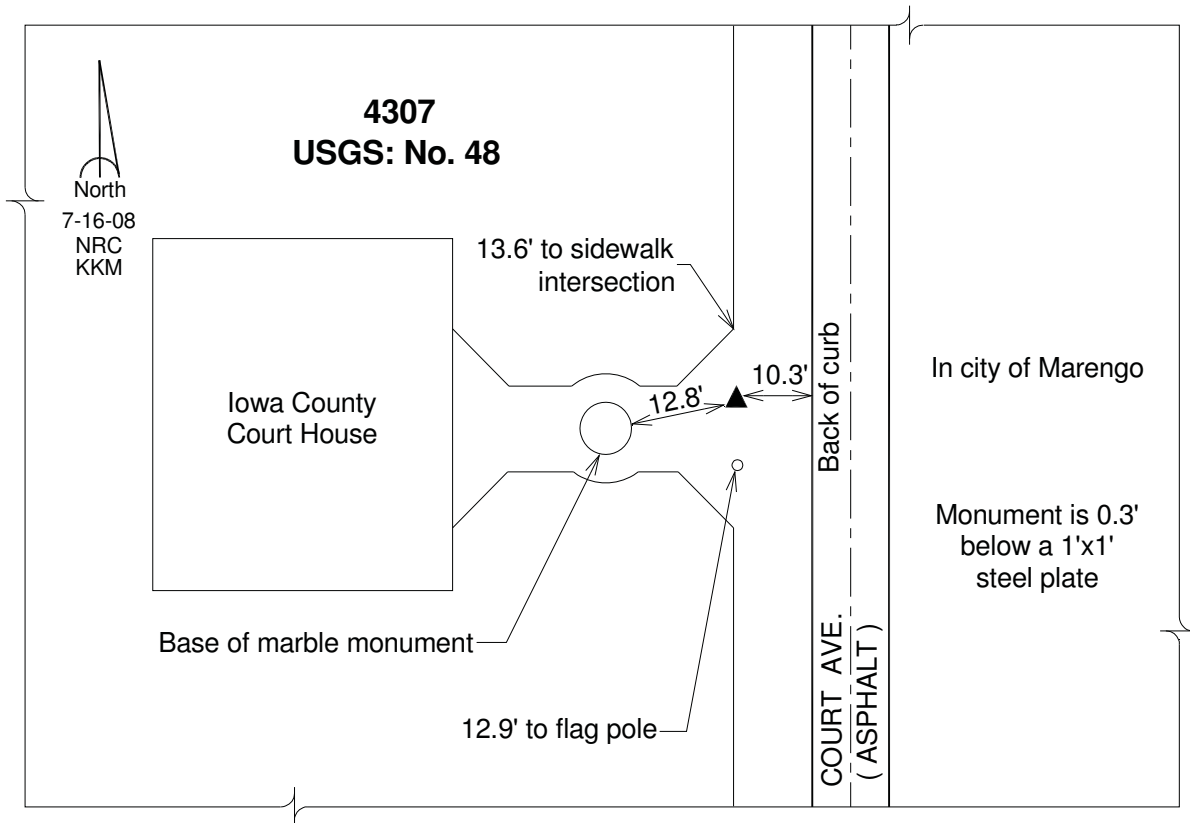 4307
USGS: No. 48
North
7-16-08
NRC
KKM
13.6' to sidewalk
intersection
Iowa County
Court House
12.8'
10.3'
Back of curb
In city of Marengo
Monument is 0.3'
below a 1'x1'
steel plate
Base of marble monument
12.9' to flag pole
COURT AVE.
( ASPHALT )